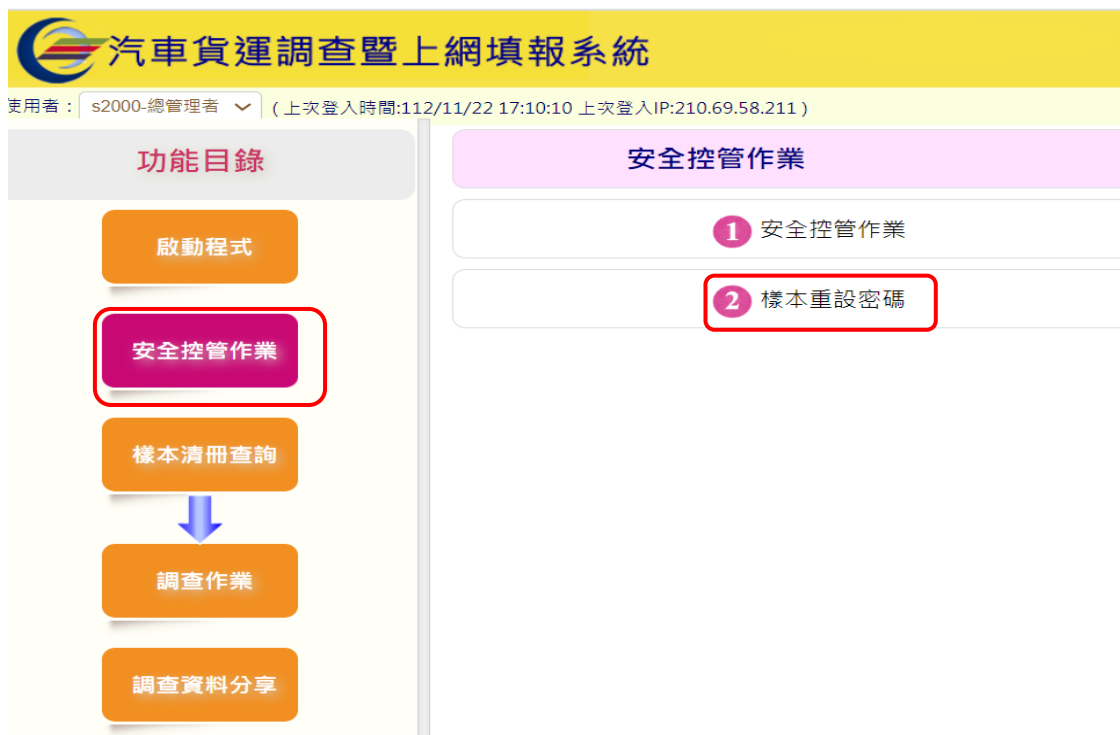 汽車貨運調查暨上網填報系統
使用者：s2000-總管理者 (上次登入時間:112/11/22 17:10:10 上次登入IP:210.69.58.211)
功能目錄
啟動程式
安全控管作業
樣本清冊查詢
調查作業
調查資料分享
安全控管作業
1 安全控管作業
2 樣本重設密碼